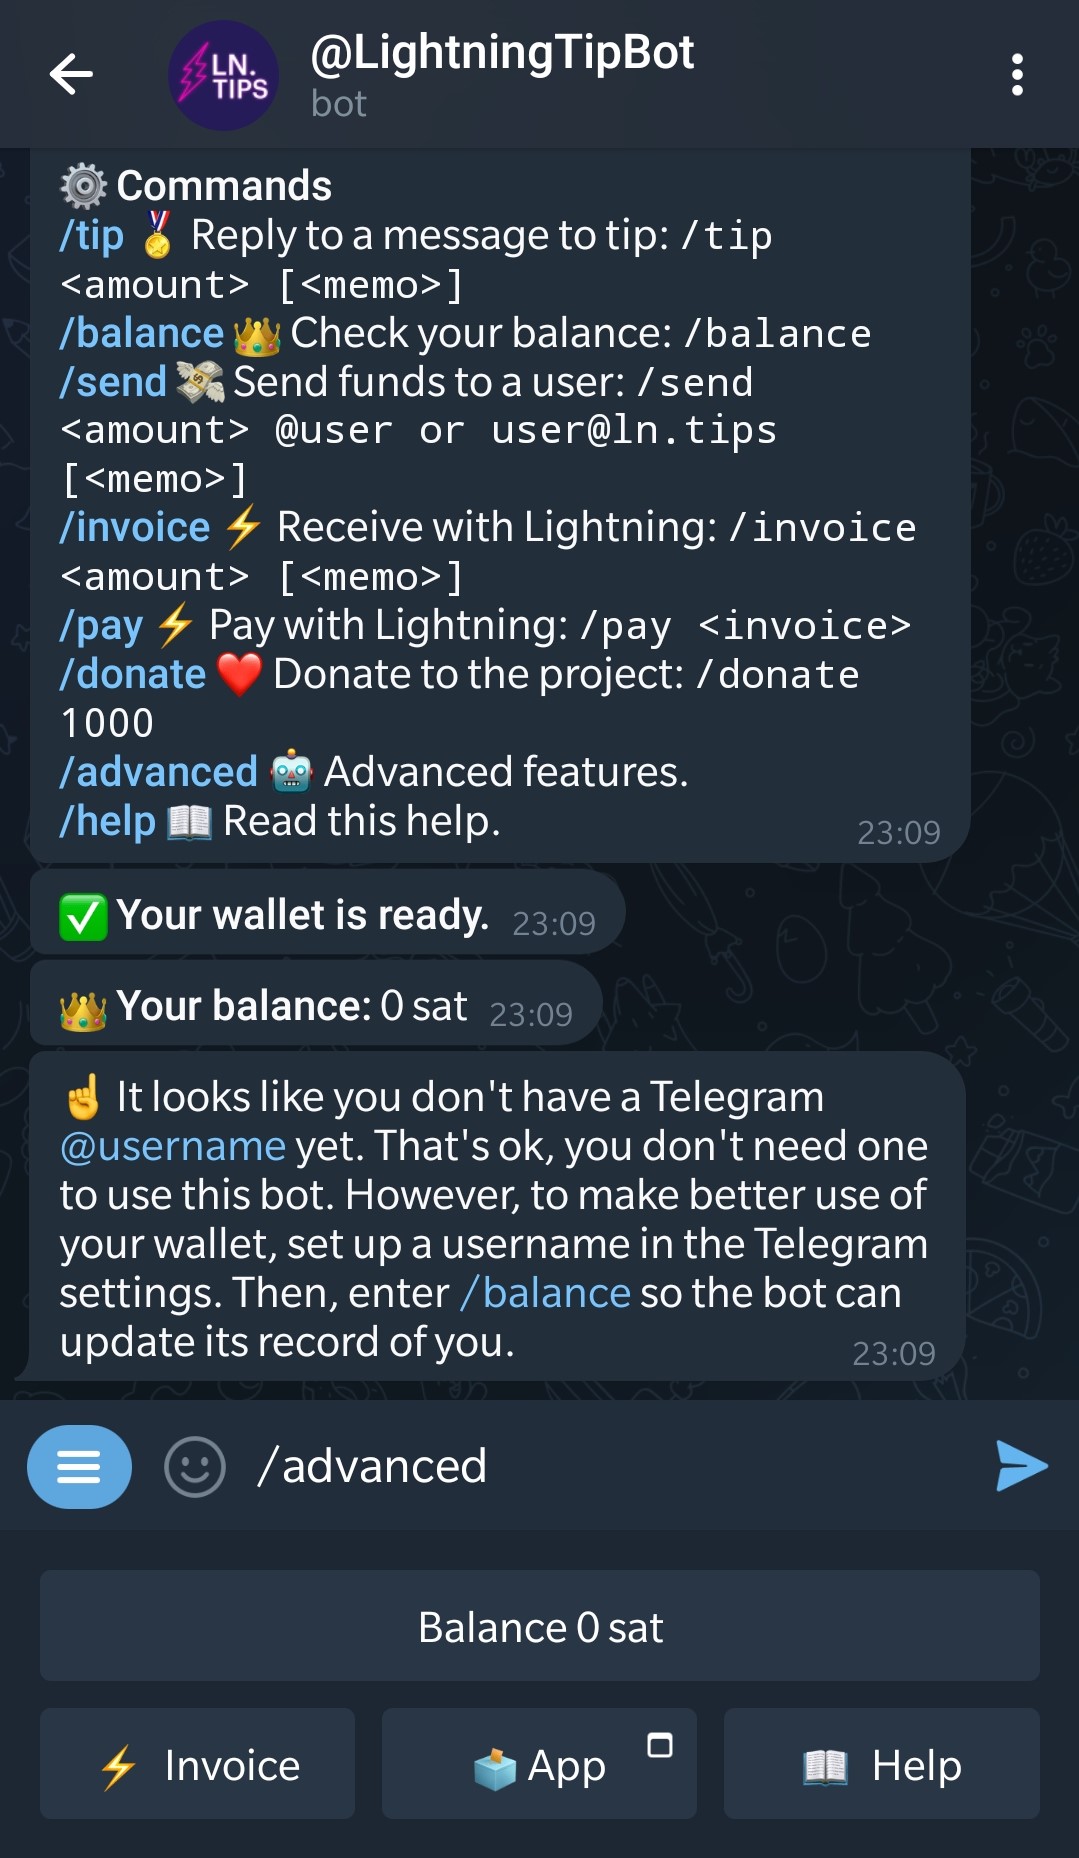 LN.
TIPS
@LightningTipBot
bot
⚙️ Commands
/tip 🏅 Reply to a message to tip: /tip
<amount> [<memo>]
/balance 👑 Check your balance: /balance
/send 💸 Send funds to a user: /send
<amount> @user or user@ln.tips
[<memo>]
/invoice ⚡ Receive with Lightning: /invoice
<amount> [<memo>]
/pay ⚡ Pay with Lightning: /pay <invoice>
/donate ❤️ Donate to the project: /donate
1000
/advanced 🤖 Advanced features.
/help 📖 Read this help.
23:09
✅ Your wallet is ready. 23:09
👑 Your balance: 0 sat 23:09
☝️ It looks like you don't have a Telegram
@username yet. That's ok, you don't need one
to use this bot. However, to make better use of
your wallet, set up a username in the Telegram
settings. Then, enter /balance so the bot can
update its record of you.
23:09
/advanced
Balance 0 sat
⚡ Invoice
🗳️ App
📖 Help